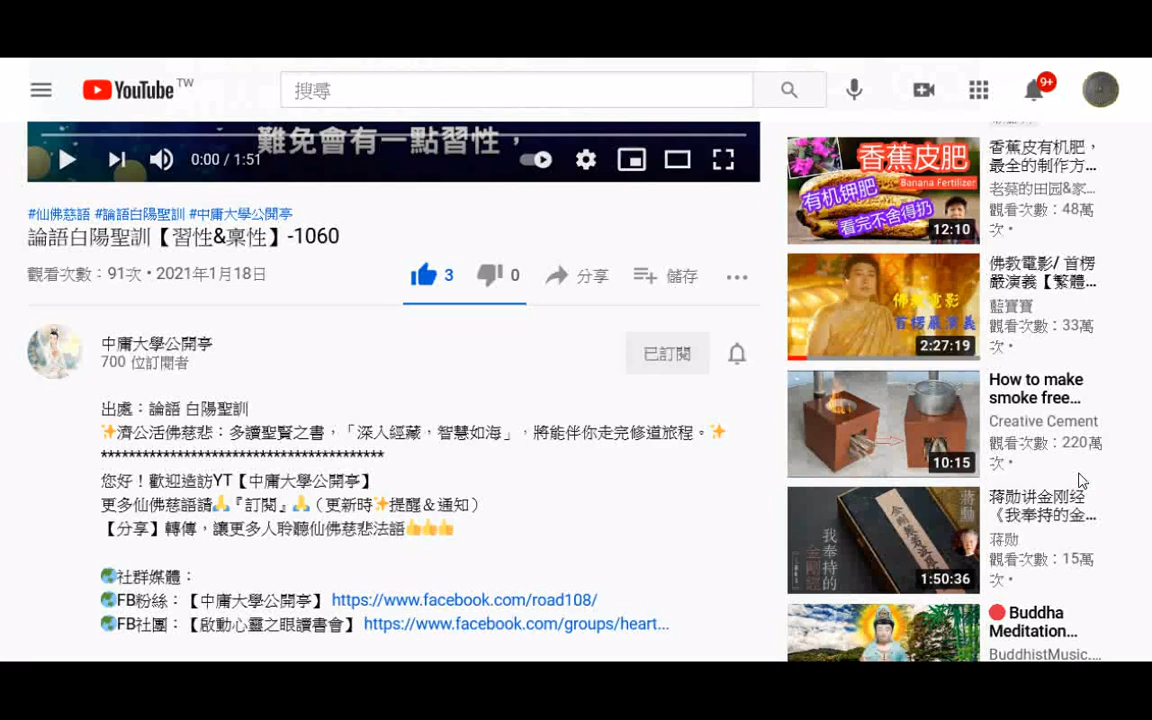 YouTube TW
搜尋
9+
難免會有一點習性，
0:00 / 1:51
#仙佛慈語 #論語白陽聖訓 #中庸大學公開亭
論語白陽聖訓【習性&稟性】-1060
觀看次數：91次・2021年1月18日
3
0
分享
儲存
中庸大學公開亭
700 位訂閱者
已訂閱
出處：論語 白陽聖訓
✨濟公活佛慈悲：多讀聖賢之書，「深入經藏，智慧如海」，將能伴你走完修道旅程。✨
****************************************
您好！歡迎造訪YT【中庸大學公開亭】
更多仙佛慈語請🙏『訂閱』🙏（更新時✨提醒＆通知）
【分享】轉傳，讓更多人聆聽仙佛慈悲法語👍👍👍
🌏社群媒體：
🌏FB粉絲：【中庸大學公開亭】 https://www.facebook.com/road108/
🌏FB社團：【啟動心靈之眼讀書會】 https://www.facebook.com/groups/heart...
香蕉皮肥
Banana Fertilizer
有机钾肥
看完不舍得扔
12:10
香蕉皮有机肥，
最全的制作方...
老蔡的田园&家...
觀看次數：48萬
次・
佛教電影
首楞嚴演義
2:27:19
佛教電影/ 首楞
嚴演義【繁體...
藍寶寶
觀看次數：33萬
次・
10:15
How to make
smoke free...
Creative Cement
觀看次數：220萬
次・
蔣勳
我奉持的
金剛經
1:50:36
蒋勋讲金刚经
《我奉持的金...
蒋勋
觀看次數：15萬
次・
🔴 Buddha
Meditation...
BuddhistMusic....